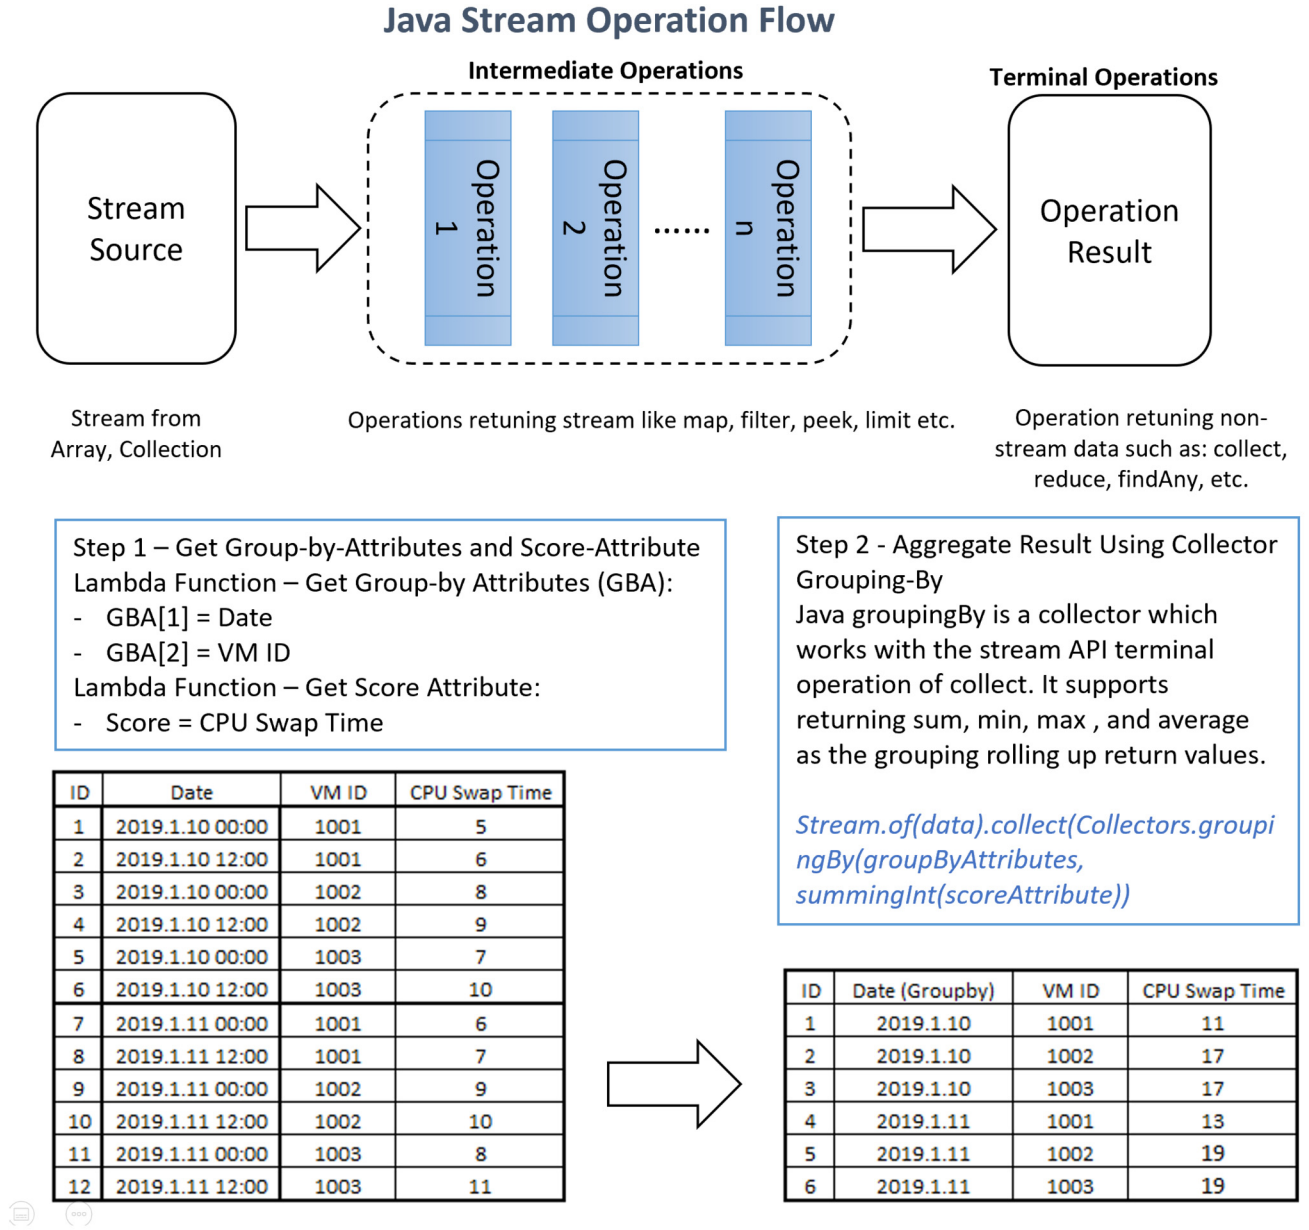 Java Stream Operation Flow
Intermediate Operations
Terminal Operations
Stream
Source
Operation
1
Operation
2
......
Operation
n
Operation
Result
Stream from
Array, Collection
Operations retuning stream like map, filter, peek, limit etc.
Operation retuning non-
stream data such as: collect,
reduce, findAny, etc.
Step 1 – Get Group-by-Attributes and Score-Attribute
Lambda Function – Get Group-by Attributes (GBA):
- GBA[1] = Date
- GBA[2] = VM ID
Lambda Function – Get Score Attribute:
- Score = CPU Swap Time
Step 2 - Aggregate Result Using Collector
Grouping-By
Java groupingBy is a collector which
works with the stream API terminal
operation of collect. It supports
returning sum, min, max , and average
as the grouping rolling up return values.
Stream.of(data).collect(Collectors.groupi
ngBy(groupByAttributes,
summingInt(scoreAttribute))
ID Date VM ID CPU Swap Time
1 2019.1.10 00:00 1001 5
2 2019.1.10 12:00 1001 6
3 2019.1.10 00:00 1002 8
4 2019.1.10 12:00 1002 9
5 2019.1.10 00:00 1003 7
6 2019.1.10 12:00 1003 10
7 2019.1.11 00:00 1001 6
8 2019.1.11 12:00 1001 7
9 2019.1.11 00:00 1002 9
10 2019.1.11 12:00 1002 10
11 2019.1.11 00:00 1003 8
12 2019.1.11 12:00 1003 11
ID Date (Groupby) VM ID CPU Swap Time
1 2019.1.10 1001 11
2 2019.1.10 1002 17
3 2019.1.10 1003 17
4 2019.1.11 1001 13
5 2019.1.11 1002 19
6 2019.1.11 1003 19